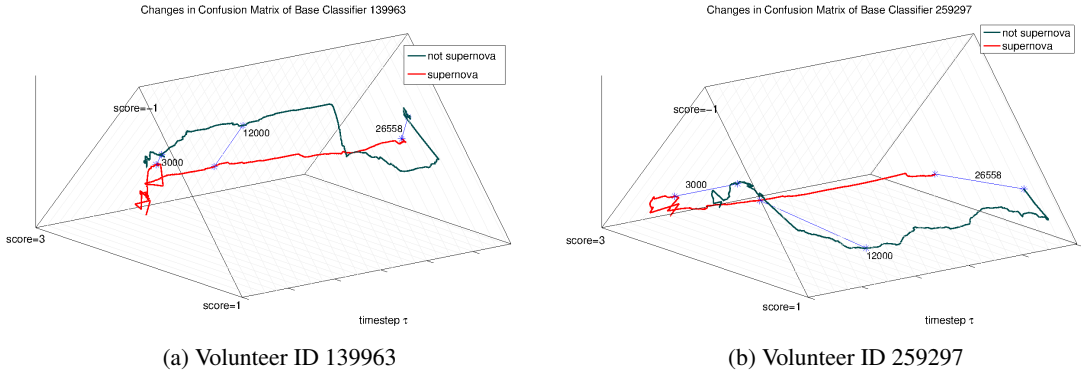 Changes in Confusion Matrix of Base Classifier 139963
not supernova
supernova
score=−1
12000
26558
3000
score=3
score=1
timestep τ
(a) Volunteer ID 139963
Changes in Confusion Matrix of Base Classifier 259297
not supernova
supernova
score=−1
3000
26558
score=3
12000
score=1
timestep τ
(b) Volunteer ID 259297